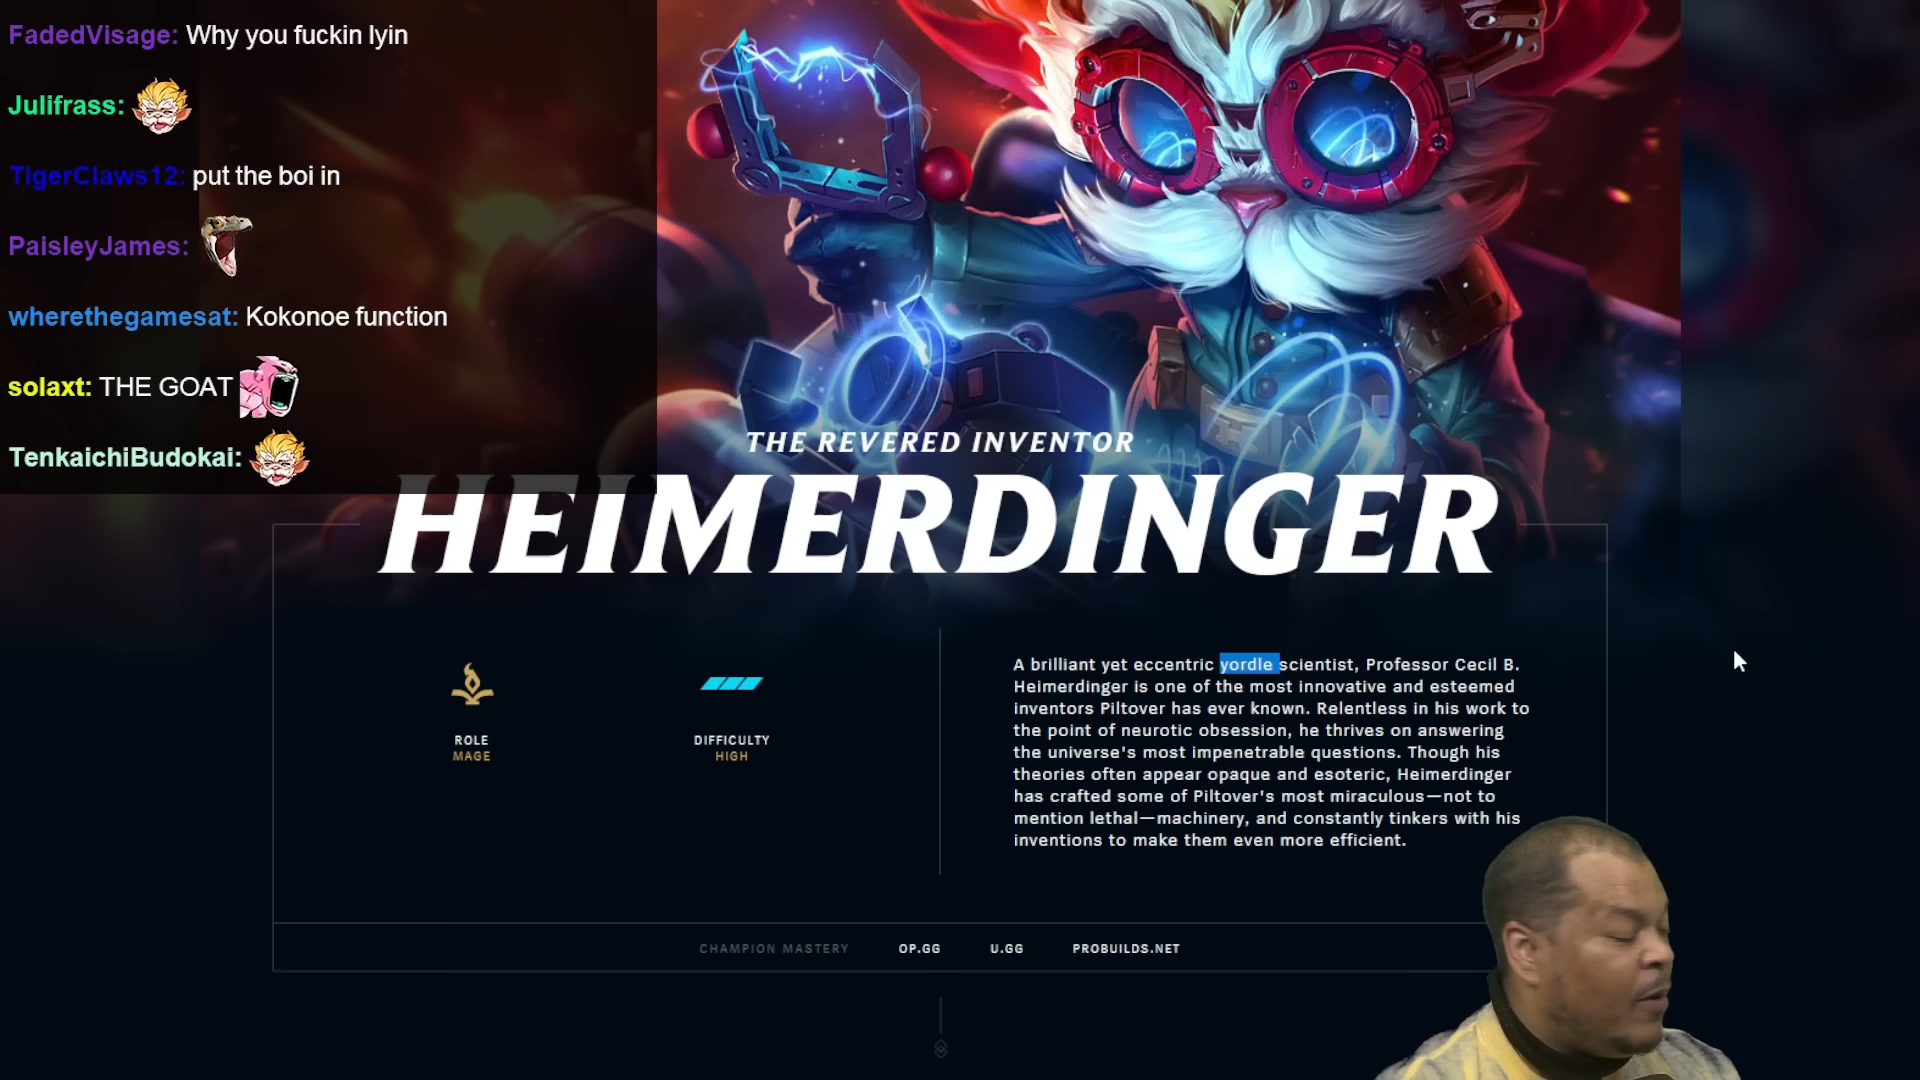 FadedVisage: Why you fuckin lyin
Julifrass:
TigerClaws12: put the boi in
PaisleyJames:
wherethegamesat: Kokonoe function
solaxt: THE GOAT
TenkaichiBudokai:
THE REVERED INVENTOR
HEIMERDINGER
ROLE
MAGE
DIFFICULTY
HIGH
A brilliant yet eccentric yordle scientist, Professor Cecil B.
Heimerdinger is one of the most innovative and esteemed
inventors Piltover has ever known. Relentless in his work to
the point of neurotic obsession, he thrives on answering
the universe's most impenetrable questions. Though his
theories often appear opaque and esoteric, Heimerdinger
has crafted some of Piltover's most miraculous—not to
mention lethal—machinery, and constantly tinkers with his
inventions to make them even more efficient.
CHAMPION MASTERY
OP.GG
U.GG
PROBUILDS.NET